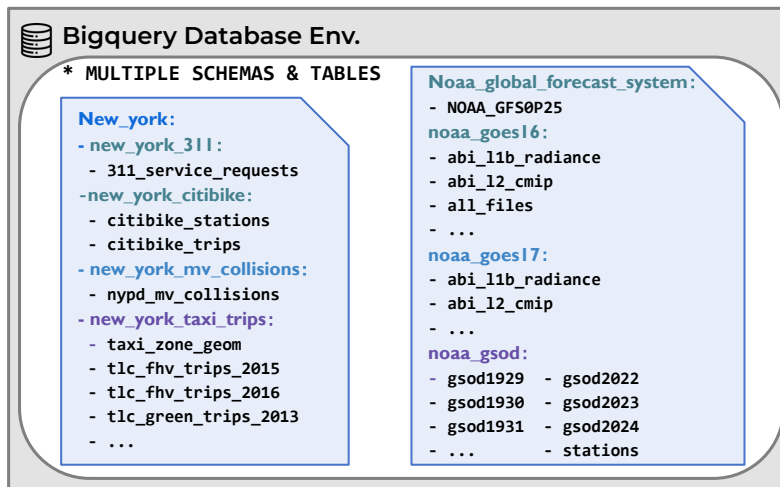 Bigquery Database Env.
* MULTIPLE SCHEMAS & TABLES
New_york:
- new_york_311:
- 311_service_requests
-new_york_citibike:
- citibike_stations
- citibike_trips
- new_york_mv_collisions:
- nypd_mv_collisions
- new_york_taxi_trips:
- taxi_zone_geom
- tlc_fhv_trips_2015
- tlc_fhv_trips_2016
- tlc_green_trips_2013
- ...
Noaa_global_forecast_system:
- NOAA_GFS0P25
noaa_goes16:
- abi_l1b_radiance
- abi_l2_cmip
- all_files
- ...
noaa_goes17:
- abi_l1b_radiance
- abi_l2_cmip
- ...
noaa_gsod:
- gsod1929 - gsod2022
- gsod1930 - gsod2023
- gsod1931 - gsod2024
- ... - stations